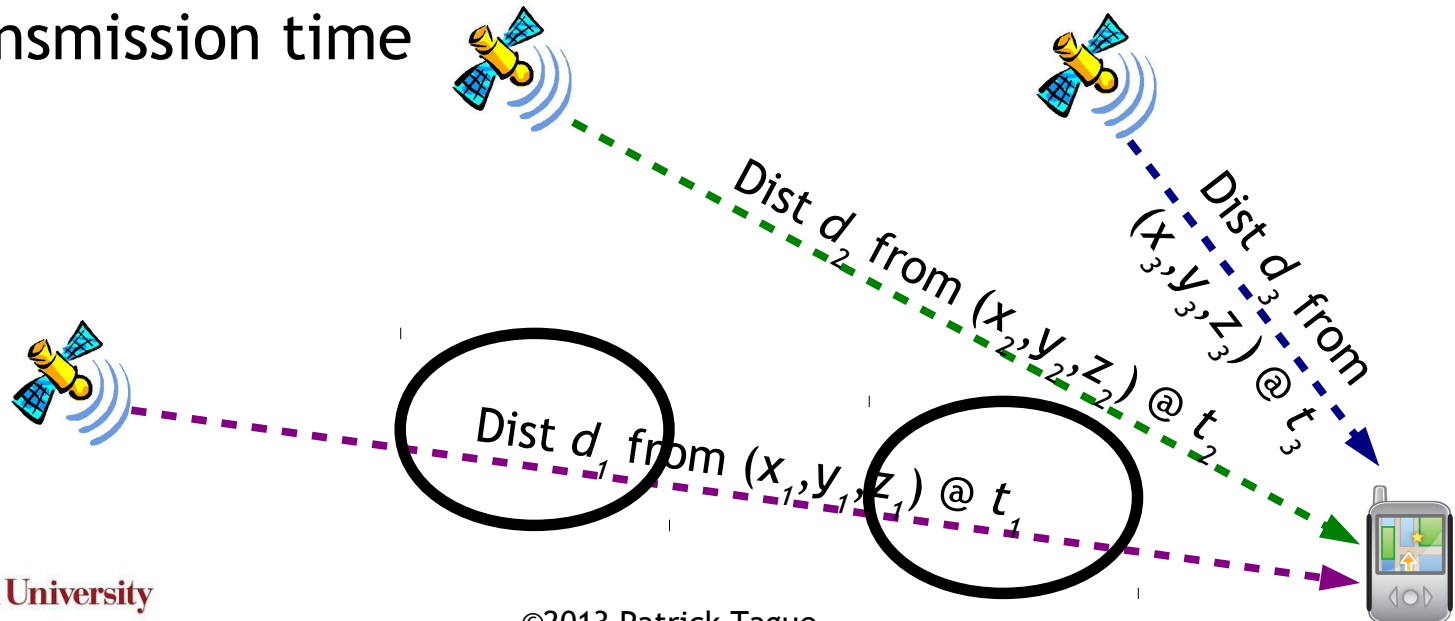 nsmission time
Dist d₂ from (x₂,y₂,z₂) @ t₂
Dist d₃ from
(x₃,y₃,z₃) @ t₃
Dist d₁ from (x₁,y₁,z₁) @ t₁
University
©2013 Patrick Tague